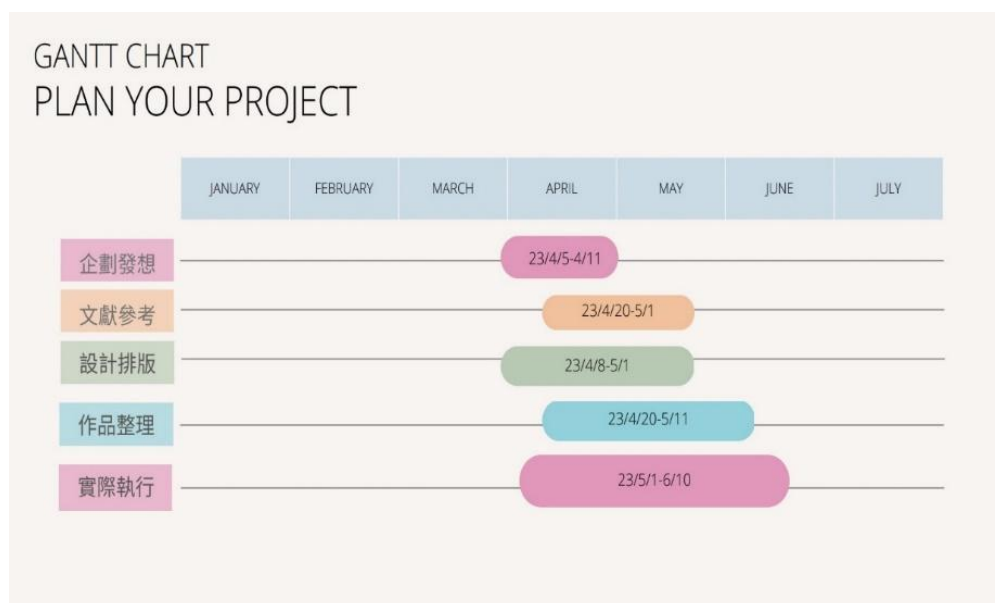 GANTT CHART
PLAN YOUR PROJECT
JANUARY FEBRUARY MARCH APRIL MAY JUNE JULY
企劃發想 23/4/5-4/11
文獻參考 23/4/20-5/1
設計排版 23/4/8-5/1
作品整理 23/4/20-5/11
實際執行 23/5/1-6/10